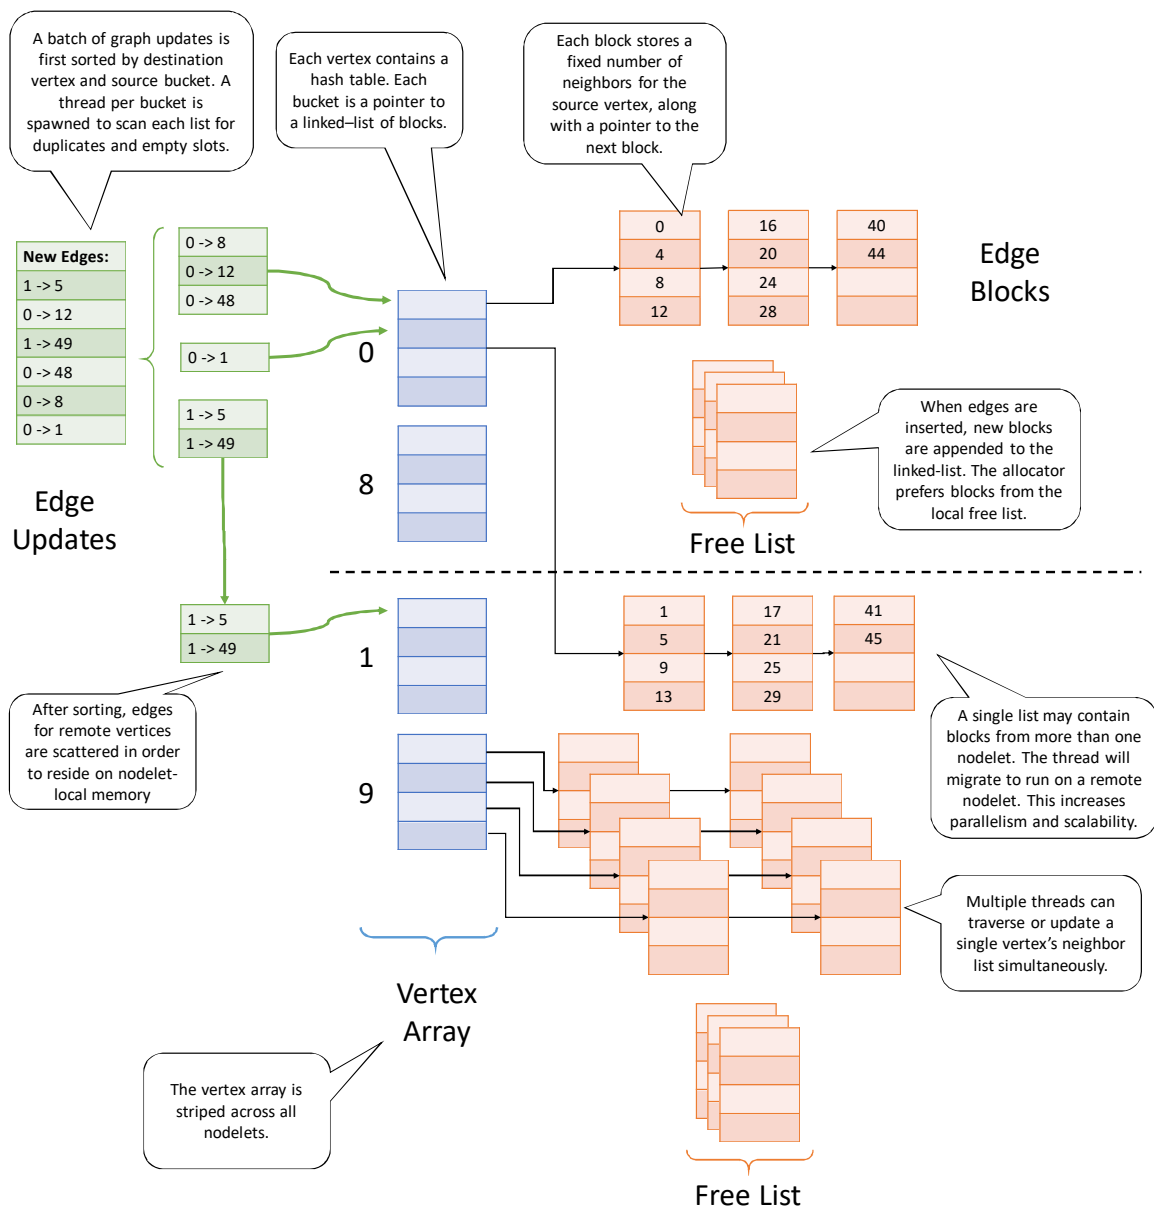 A batch of graph updates is
first sorted by destination
vertex and source bucket. A
thread per bucket is
spawned to scan each list for
duplicates and empty slots.
Each vertex contains a
hash table. Each
bucket is a pointer to
a linked–list of blocks.
Each block stores a
fixed number of
neighbors for the
source vertex, along
with a pointer to the
next block.
New Edges:
1 -> 5
0 -> 12
1 -> 49
0 -> 48
0 -> 8
0 -> 1
Edge
Updates
0 -> 8
0 -> 12
0 -> 48
0 -> 1
1 -> 5
1 -> 49
0
8
0
4
8
12
16
20
24
28
40
44
Edge
Blocks
When edges are
inserted, new blocks
are appended to the
linked-list. The allocator
prefers blocks from the
local free list.
Free List
1 -> 5
1 -> 49
After sorting, edges
for remote vertices
are scattered in order
to reside on nodelet-
local memory
1
9
1
5
9
13
17
21
25
29
41
45
A single list may contain
blocks from more than one
nodelet. The thread will
migrate to run on a remote
nodelet. This increases
parallelism and scalability.
Multiple threads can
traverse or update a
single vertex’s neighbor
list simultaneously.
Vertex
Array
The vertex array is
striped across all
nodelets.
Free List